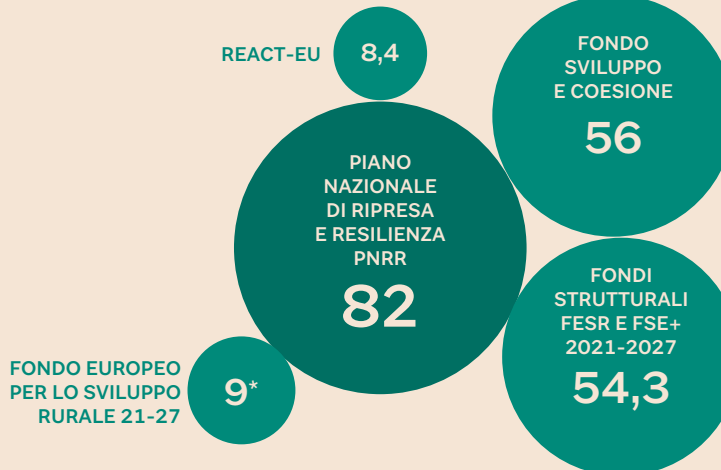 REACT-EU
8,4
FONDO
SVILUPPO
E COESIONE
56
PIANO
NAZIONALE
DI RIPRESA
E RESILIENZA
PNRR
82
FONDI
STRUTTURALI
FESR E FSE+
2021-2027
54,3
FONDO EUROPEO
PER LO SVILUPPO
RURALE 21-27
9*